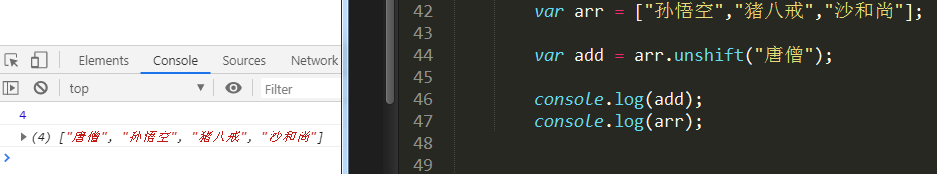 Elements Console Sources Network
top ▼ Filter
4
▶ (4) ["唐僧", "孙悟空", "猪八戒", "沙和尚"]
>
42 var arr = ["孙悟空","猪八戒","沙和尚"];
43
44 var add = arr.unshift("唐僧");
45
46 console.log(add);
47 console.log(arr);
48
49